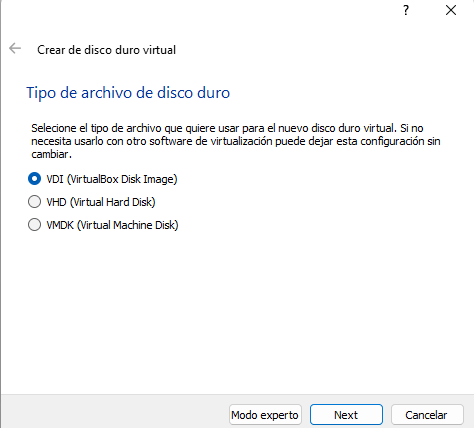 ?
Crear de disco duro virtual
Tipo de archivo de disco duro
Selecione el tipo de archivo que quiere usar para el nuevo disco duro virtual. Si no
necesita usarlo con otro software de virtualización puede dejar esta configuración sin
cambiar.
VDI (VirtualBox Disk Image)
VHD (Virtual Hard Disk)
VMDK (Virtual Machine Disk)
Modo experto Next Cancelar